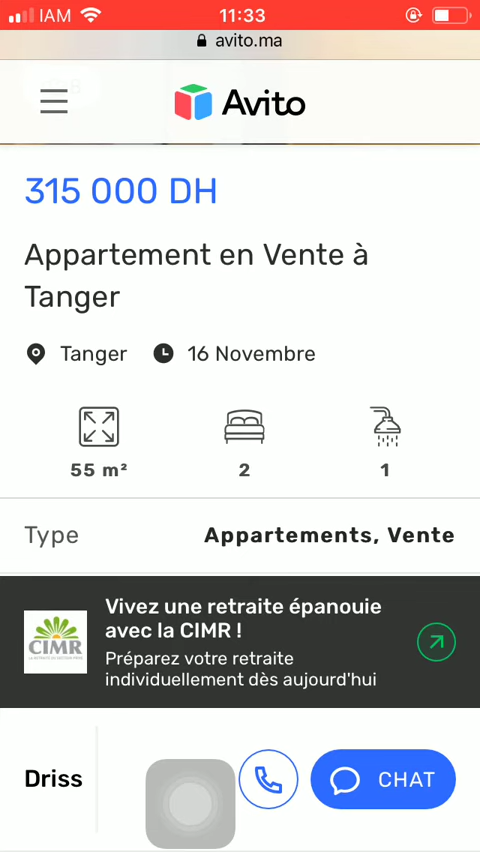 IAM 11:33
avito.ma
Avito
315 000 DH
Appartement en Vente à
Tanger
Tanger 16 Novembre
55 m² 2 1
Type Appartements, Vente
Vivez une retraite épanouie
avec la CIMR !
CIMR
Préparez votre retraite
individuellement dès aujourd'hui
Driss CHAT